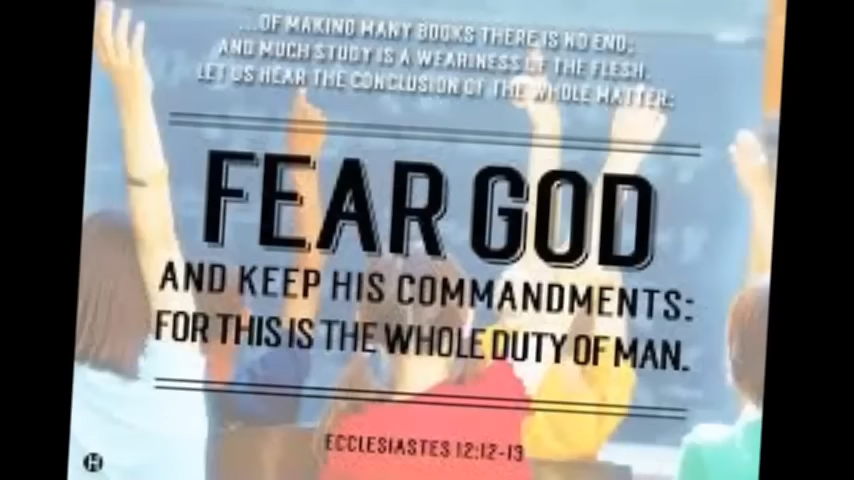 ...OF MAKING MANY BOOKS THERE IS NO END;
AND MUCH STUDY IS A WEARINESS OF THE FLESH.
LET US HEAR THE CONCLUSION OF THE WHOLE MATTER:
FEAR GOD
AND KEEP HIS COMMANDMENTS:
FOR THIS IS THE WHOLE DUTY OF MAN.
ECCLESIASTES 12:12-13
H